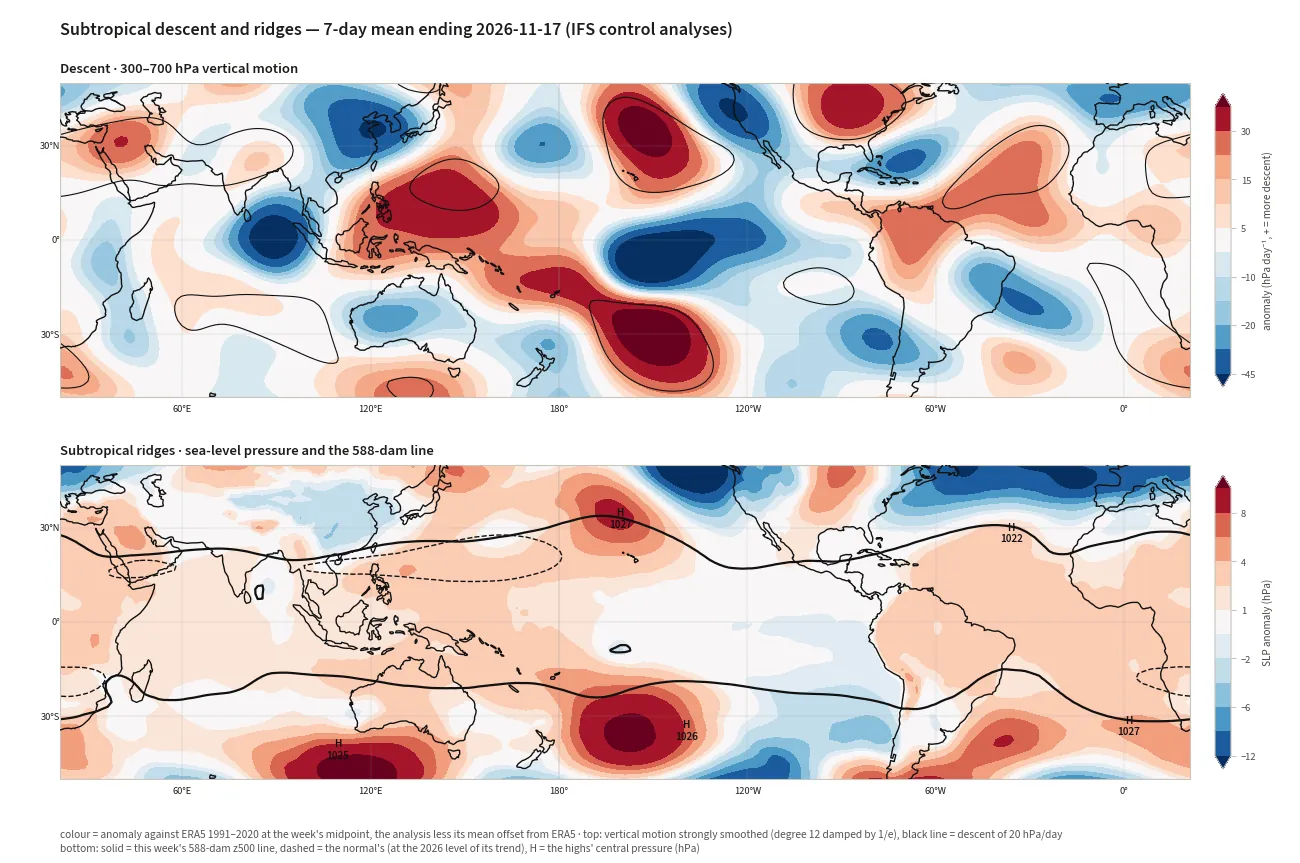 Subtropical descent and ridges — 7-day mean ending 2026-11-17 (IFS control analyses)
Descent · 300–700 hPa vertical motion
30°N
0°
30°S
60°E
120°E
180°
120°W
60°W
0°
30
15
5
−10
−20
−45
anomaly (hPa day⁻¹, + = more descent)
Subtropical ridges · sea-level pressure and the 588-dam line
30°N
0°
30°S
H
1027
H
1022
H
1025
H
1026
H
1027
60°E
120°E
180°
120°W
60°W
0°
8
4
1
−2
−6
−12
SLP anomaly (hPa)
colour = anomaly against ERA5 1991–2020 at the week's midpoint, the analysis less its mean offset from ERA5 · top: vertical motion strongly smoothed (degree 12 damped by 1/e), black line = descent of 20 hPa/day
bottom: solid = this week's 588-dam z500 line, dashed = the normal's (at the 2026 level of its trend), H = the highs' central pressure (hPa)